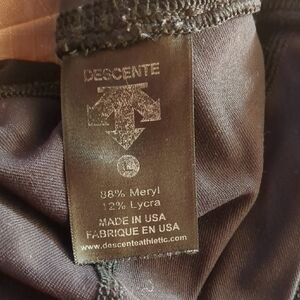 DESCENTE
88% Meryl
12% Lycra
MADE IN USA
FABRIQUE EN USA
www.descenteathletic.com